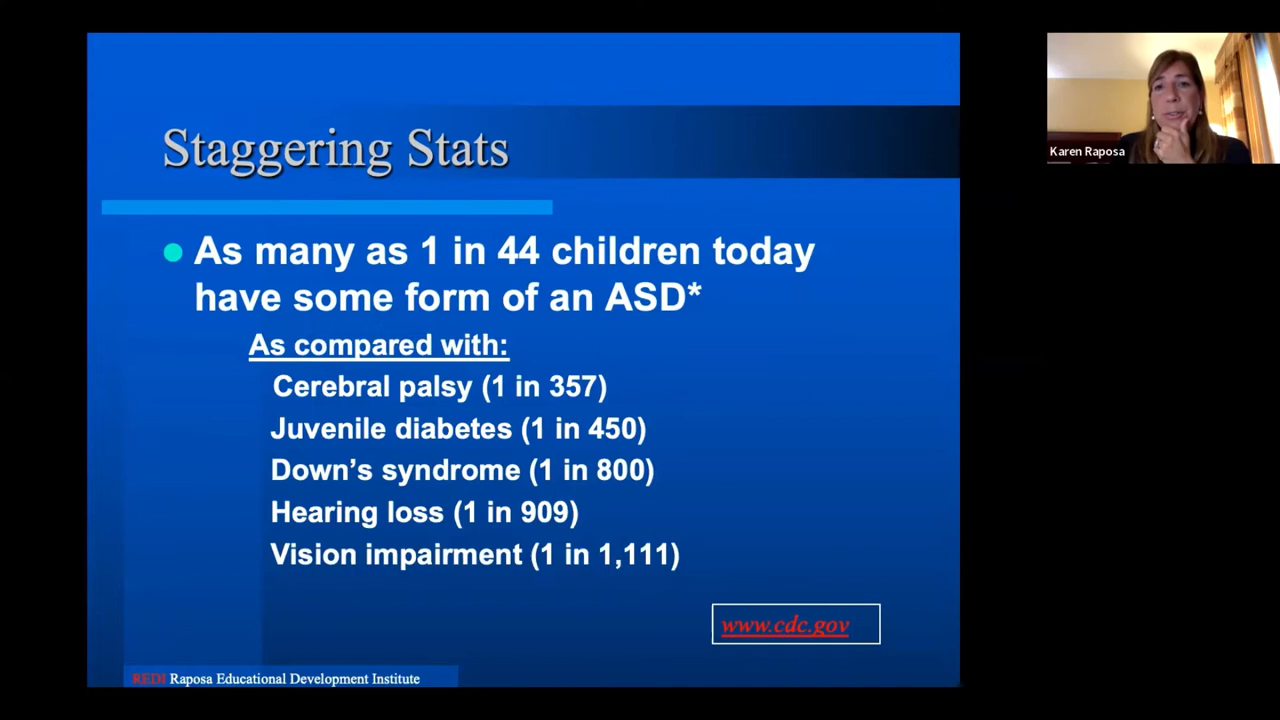 Staggering Stats
As many as 1 in 44 children today
have some form of an ASD*
As compared with:
Cerebral palsy (1 in 357)
Juvenile diabetes (1 in 450)
Down’s syndrome (1 in 800)
Hearing loss (1 in 909)
Vision impairment (1 in 1,111)
www.cdc.gov
REDI Raposa Educational Development Institute
Karen Raposa